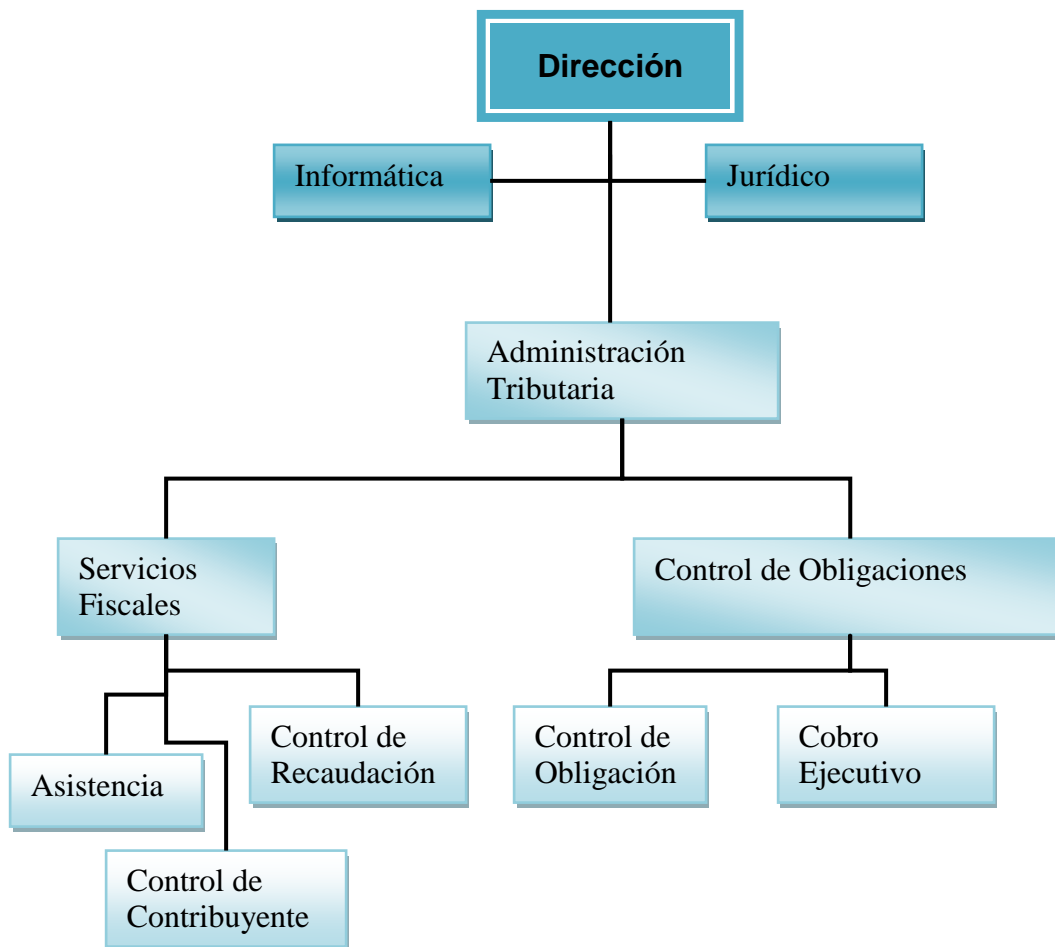 Dirección
Informática
Jurídico
Administración
Tributaria
Servicios
Fiscales
Control de Obligaciones
Asistencia
Control de
Contribuyente
Control de
Recaudación
Control de
Obligación
Cobro
Ejecutivo